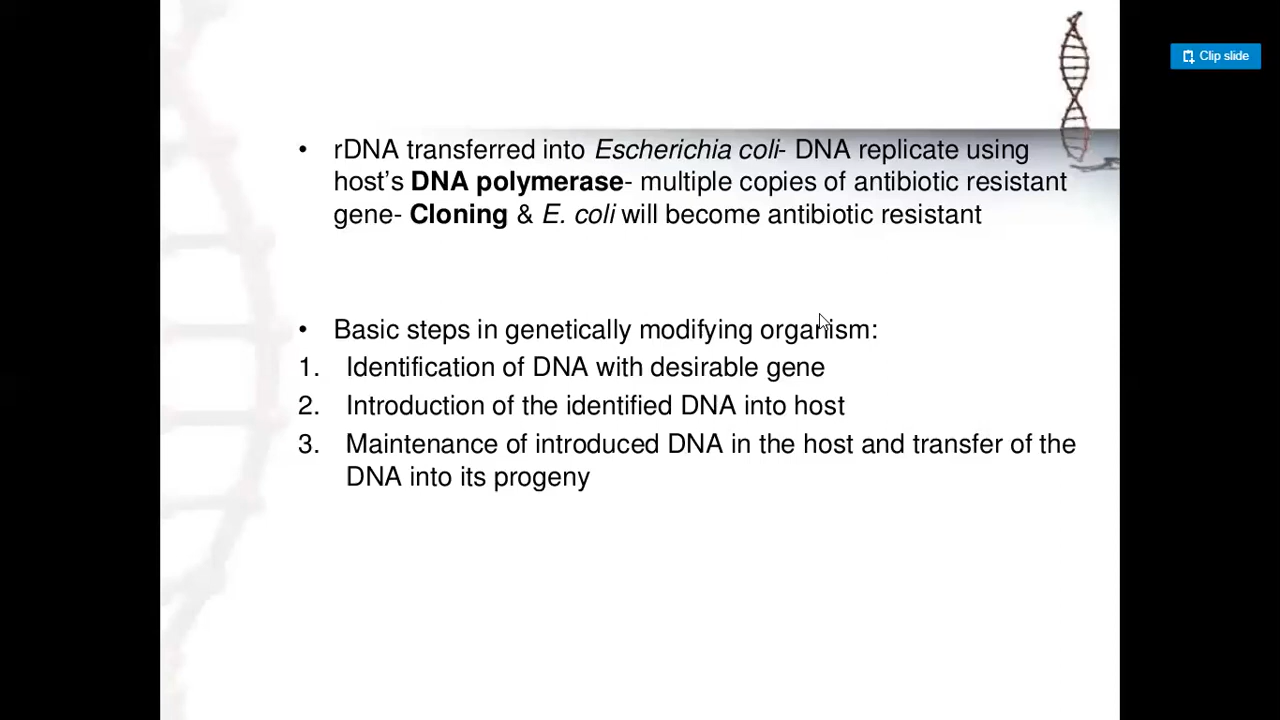 Clip slide
• rDNA transferred into Escherichia coli- DNA replicate using
host’s DNA polymerase- multiple copies of antibiotic resistant
gene- Cloning & E. coli will become antibiotic resistant
• Basic steps in genetically modifying organism:
1. Identification of DNA with desirable gene
2. Introduction of the identified DNA into host
3. Maintenance of introduced DNA in the host and transfer of the
DNA into its progeny